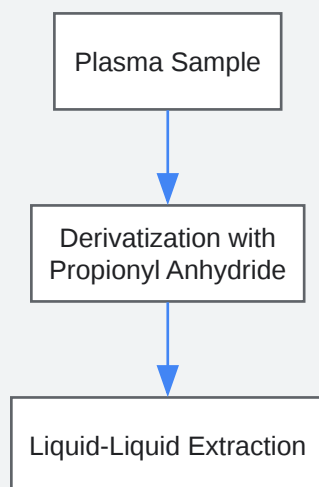 Plasma Sample
Derivatization with
Propionyl Anhydride
Liquid-Liquid Extraction